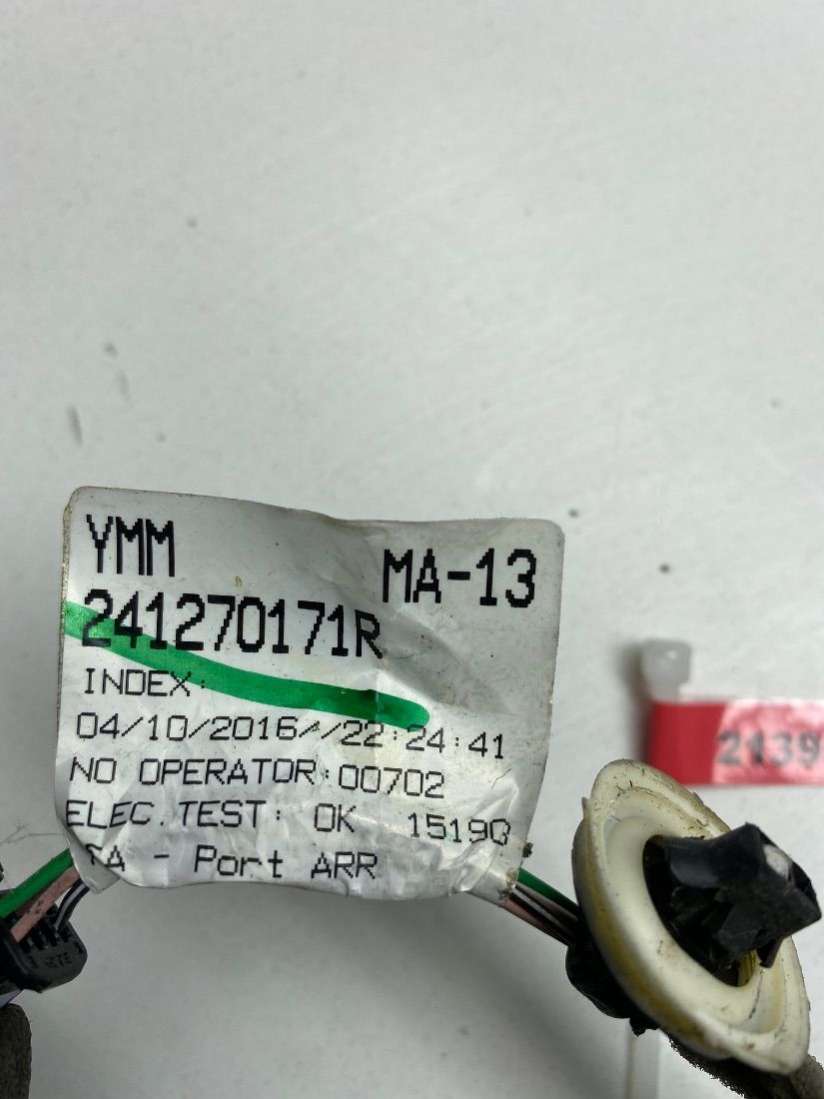 YMM MA-13
241270171R
INDEX:
04/10/2016//22:24:41
NO OPERATOR:00702
ELEC.TEST: OK
- Port ARR